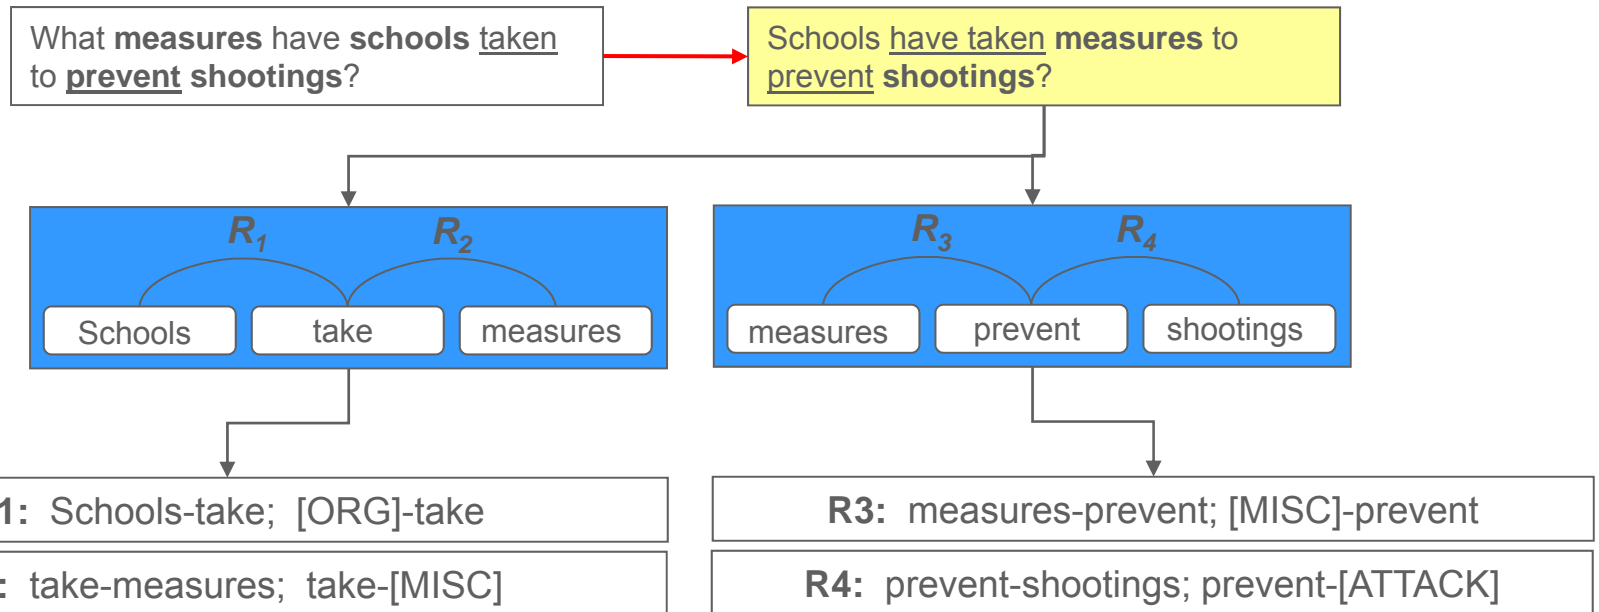 What measures have schools taken
to prevent shootings?
Schools have taken measures to
prevent shootings?
R1 R2
Schools take measures
R3 R4
measures prevent shootings
1: Schools-take; [ORG]-take
: take-measures; take-[MISC]
R3: measures-prevent; [MISC]-prevent
R4: prevent-shootings; prevent-[ATTACK]